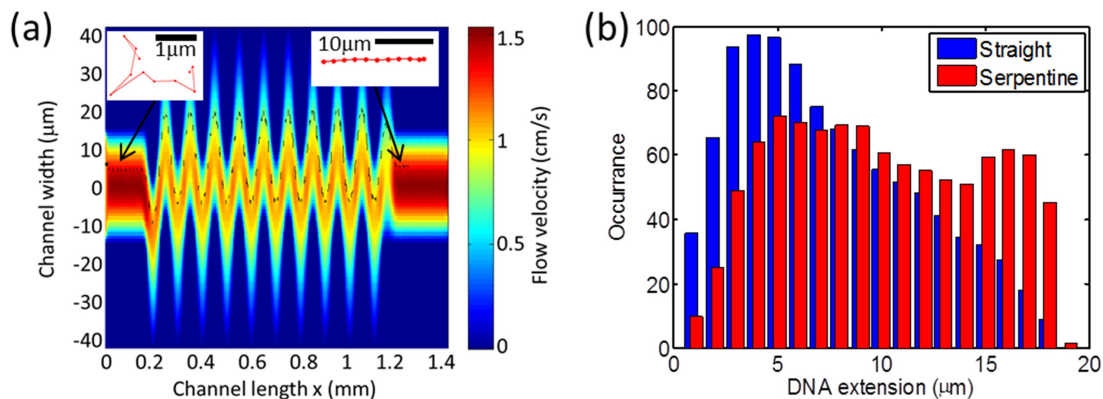 (a)
1µm
10µm
Channel width (µm)
40
30
20
10
0
-10
-20
-30
-40
0
0.2
0.4
0.6
0.8
1
1.2
1.4
Channel length x (mm)
1.5
1
0.5
0
Flow velocity (cm/s)
(b)
Straight
Serpentine
Occurrance
100
80
60
40
20
0
0
5
10
15
20
DNA extension (µm)